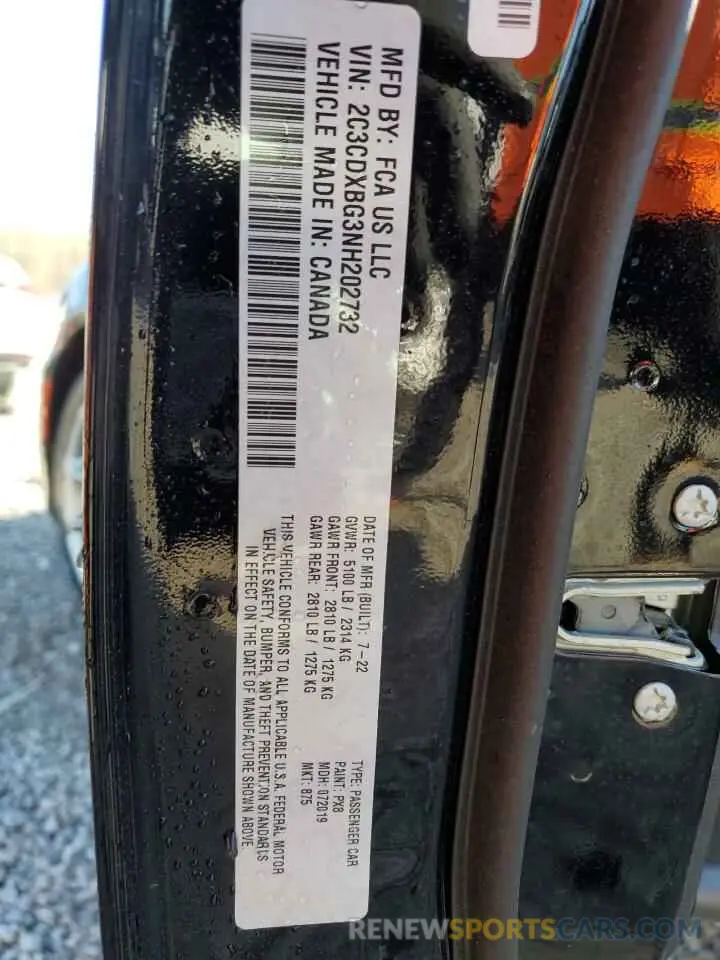 MFD BY: FCA US LLC
VIN: 2C3CDXBG3NH202732
VEHICLE MADE IN: CANADA
DATE OF MFR (BUILT): 7-22
GVWR: 5100 LB / 2314 KG
GAWR FRONT: 2810 LB / 1275 KG
GAWR REAR: 2810 LB / 1275 KG
THIS VEHICLE CONFORMS TO ALL APPLICABLE U.S.A. FEDERAL MOTOR
VEHICLE SAFETY, BUMPER, AND THEFT PREVENTION STANDARDS
IN EFFECT ON THE DATE OF MANUFACTURE SHOWN ABOVE.
TYPE: PASSENGER CAR
PAINT: PX8
MDH: 072019
MKT: 875
RENEWSPORTSCARS.COM